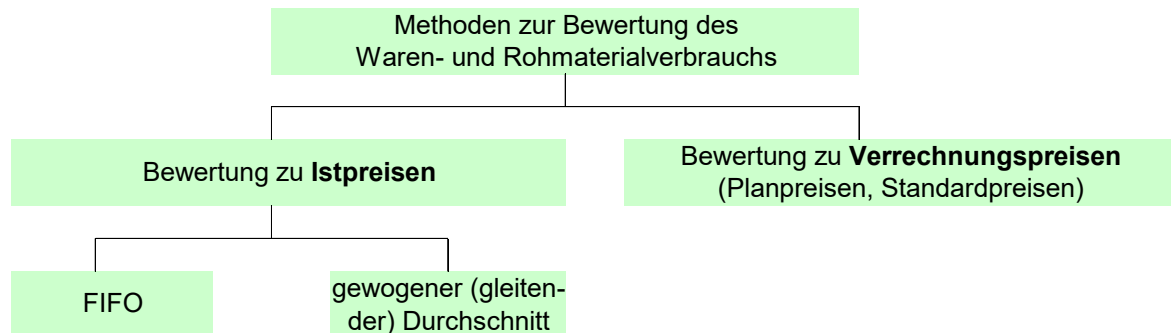 Methoden zur Bewertung des
Waren- und Rohmaterialverbrauchs
Bewertung zu Istpreisen
Bewertung zu Verrechnungspreisen
(Planpreisen, Standardpreisen)
FIFO
gewogener (gleiten-
der) Durchschnitt